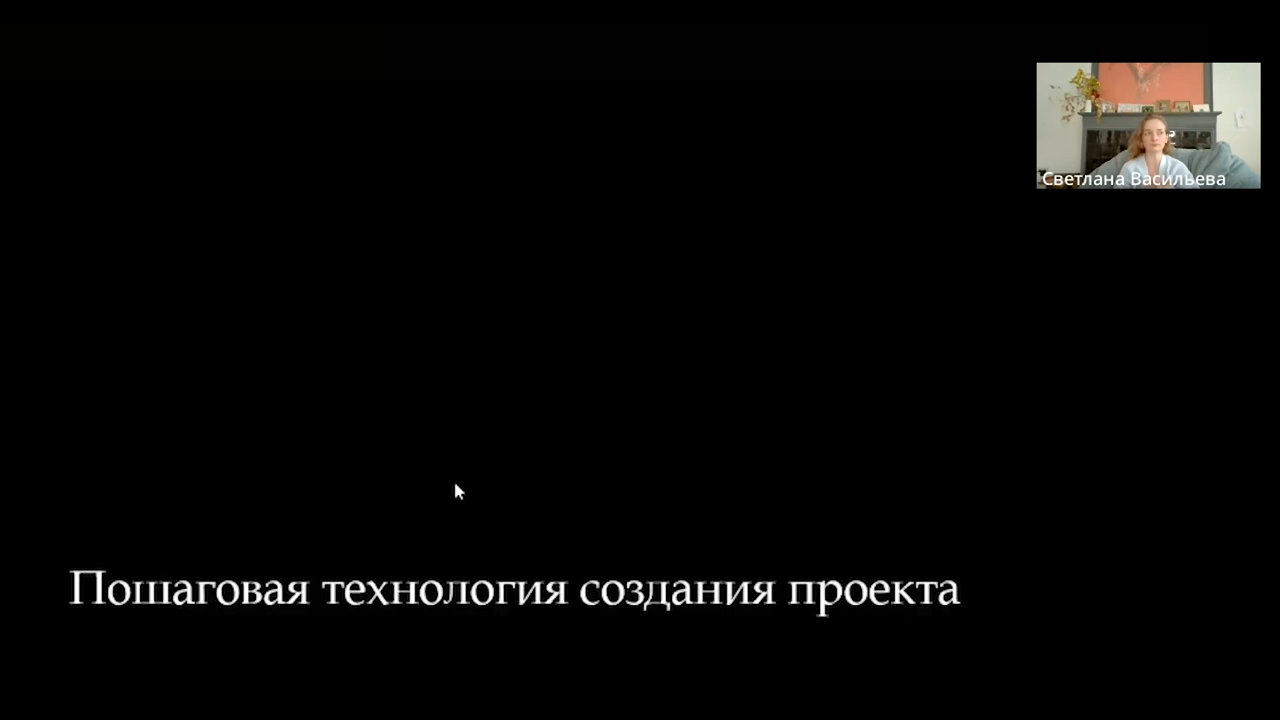 Светлана Васильева
Пошаговая технология создания проекта